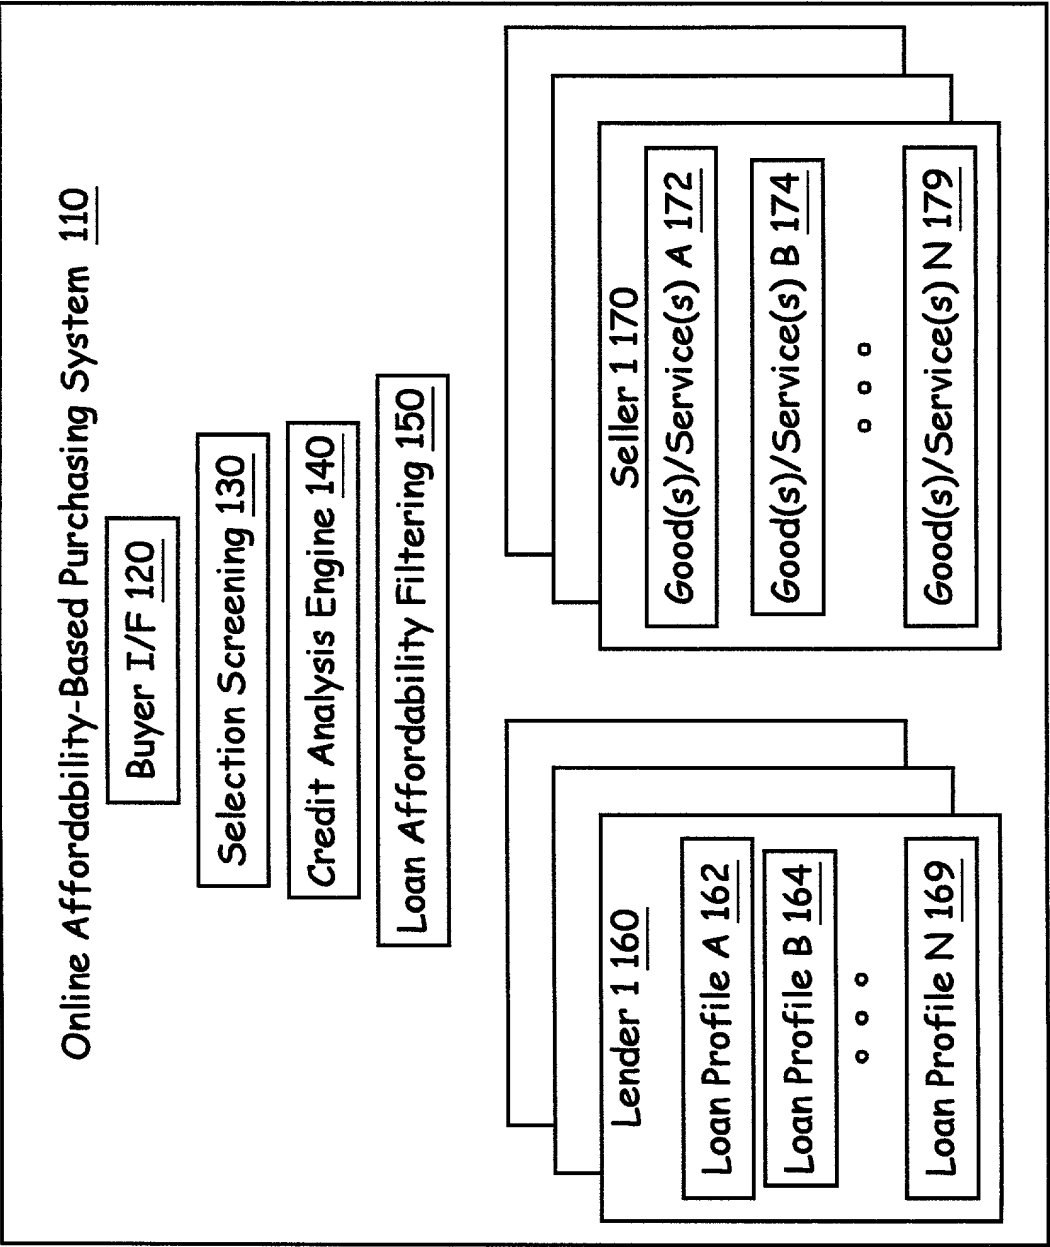 Online Affordability-Based Purchasing System 110
Buyer I/F 120
Selection Screening 130
Credit Analysis Engine 140
Loan Affordability Filtering 150
Lender 1 160
Loan Profile A 162
Loan Profile B 164
Loan Profile N 169
Seller 1 170
Good(s)/Service(s) A 172
Good(s)/Service(s) B 174
Good(s)/Service(s) N 179